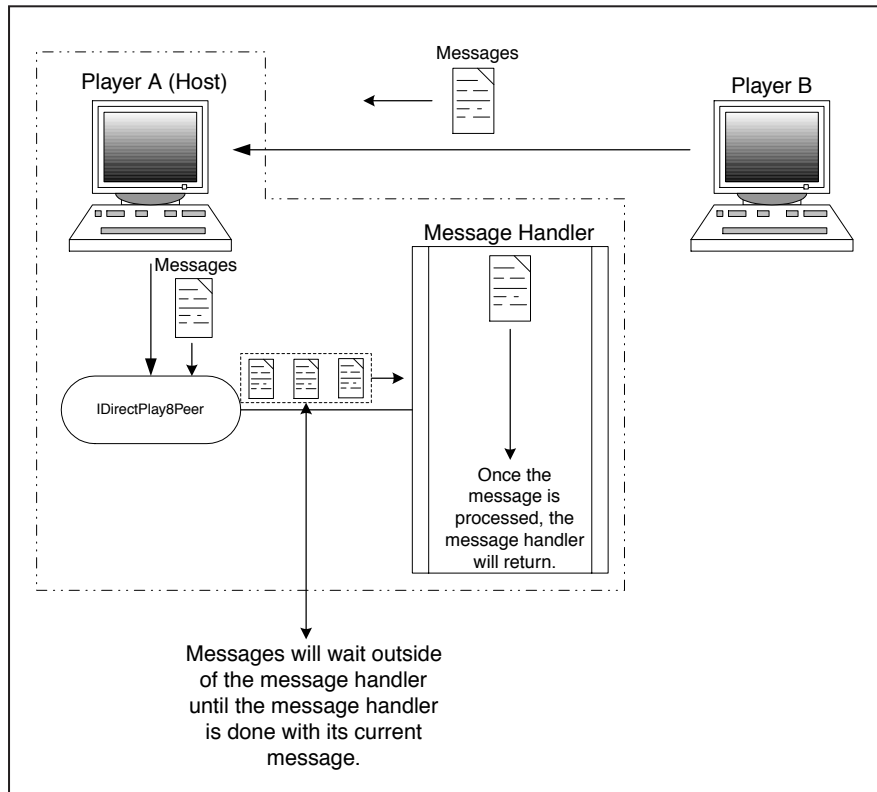 Messages
Player A (Host)
Player B
Message Handler
Messages
IDirectPlay8Peer
Once the
message is
processed, the
message handler
will return.
Messages will wait outside
of the message handler
until the message handler
is done with its current
message.